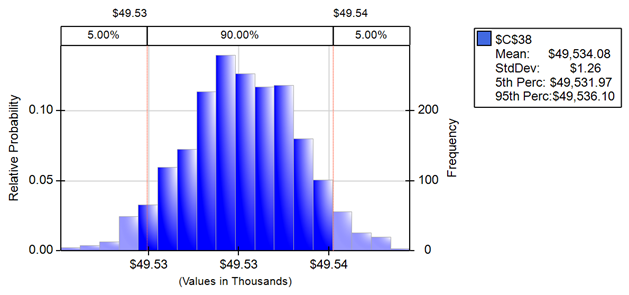 $49.53 $49.54
5.00% 90.00% 5.00%
$C$38
Mean: $49,534.08
StdDev: $1.26
5th Perc: $49,531.97
95th Perc:$49,536.10
Relative Probability
0.10
0.05
0.00
Frequency
200
100
0
$49.53 $49.53 $49.54
(Values in Thousands)